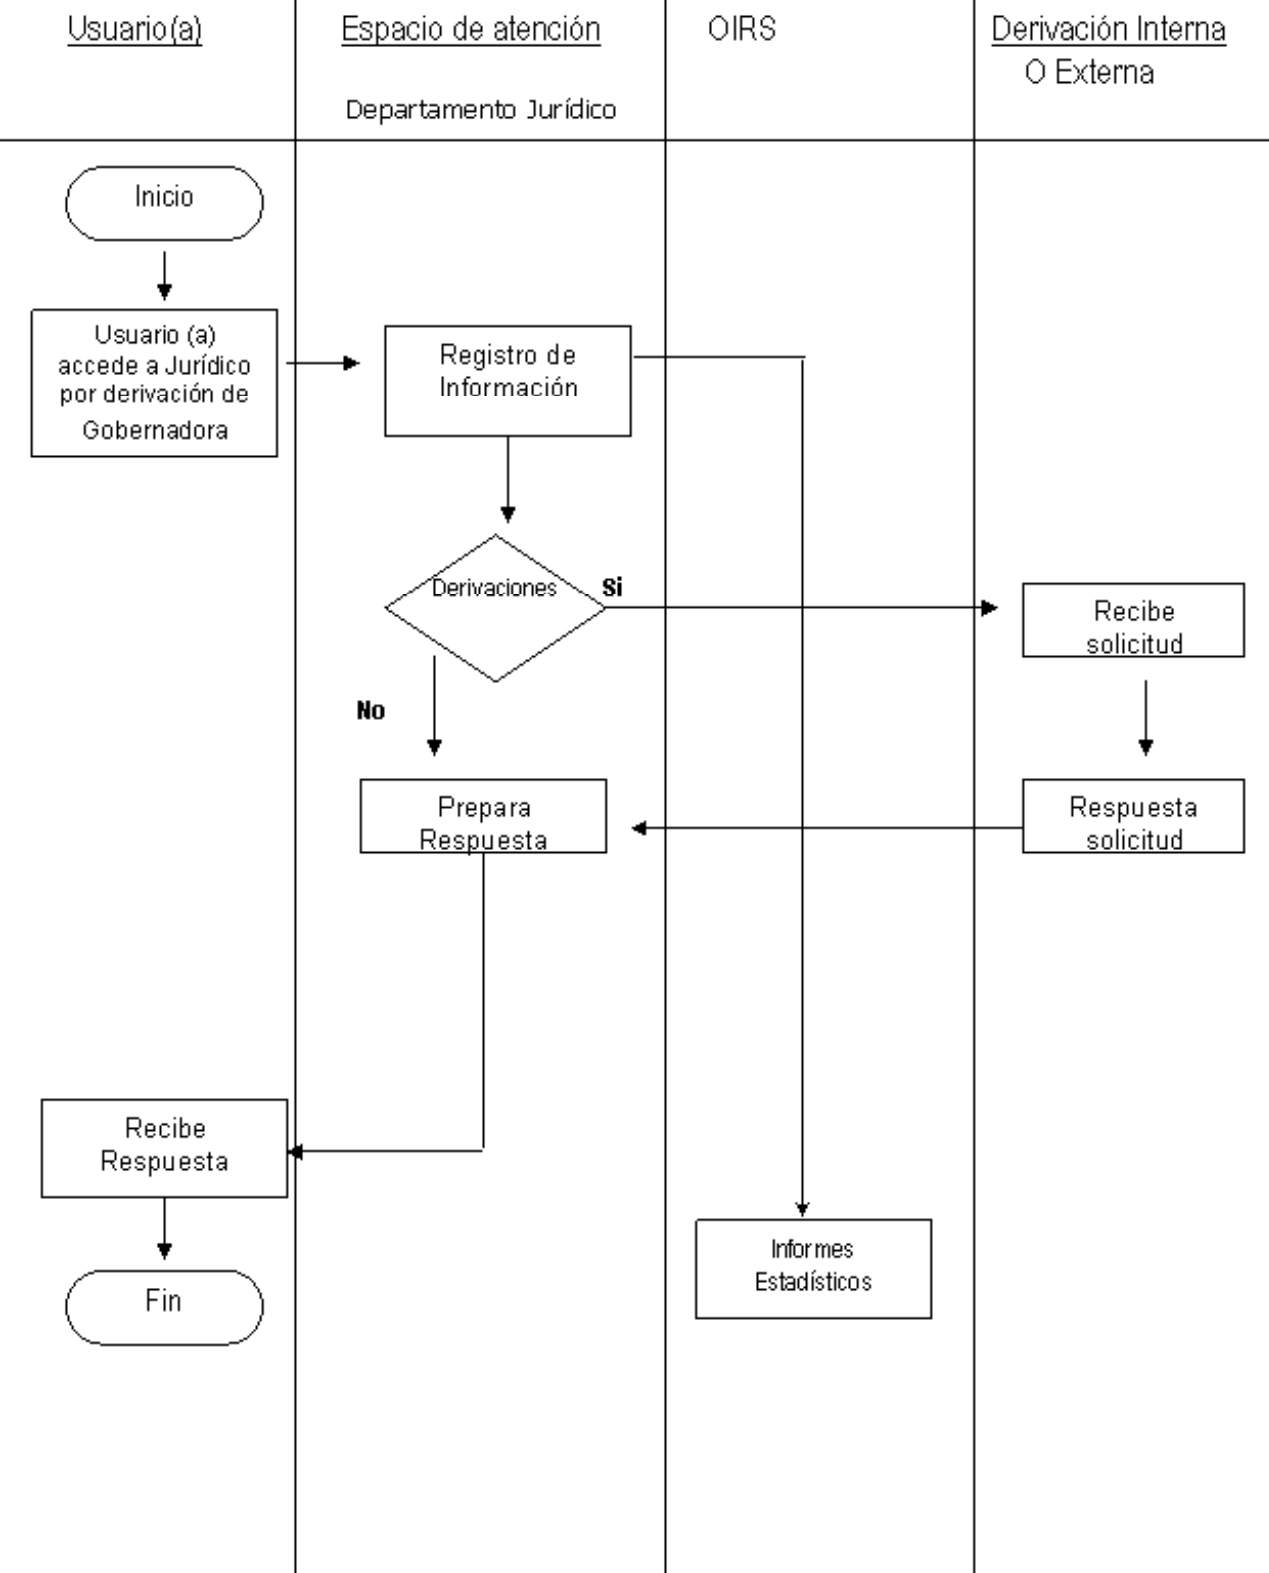 Usuario(a)
Espacio de atención
OIRS
Derivación Interna
O Externa
Departamento Jurídico
Inicio
Usuario (a)
accede a Jurídico
por derivación de
Gobernadora
Registro de
Información
Derivaciones
Si
Recibe
solicitud
No
Prepara
Respuesta
Respuesta
solicitud
Recibe
Respuesta
Informes
Estadísticos
Fin